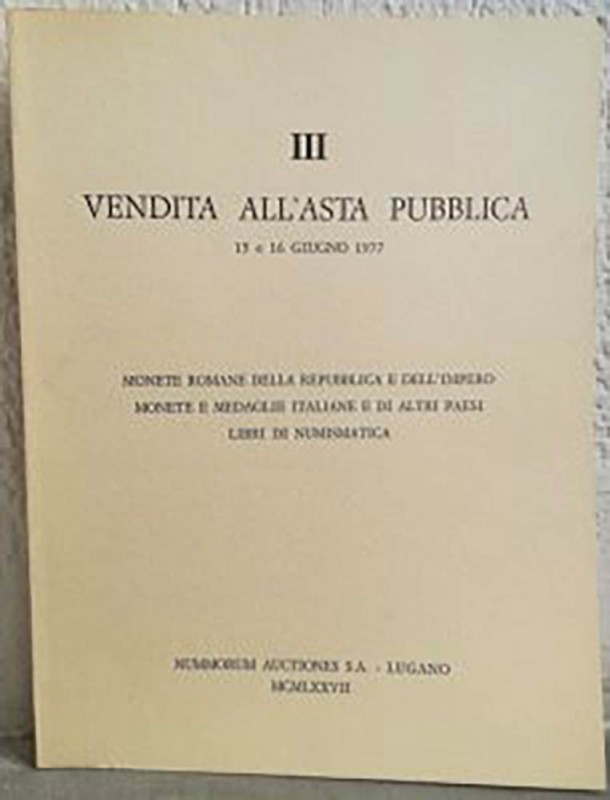 III
VENDITA ALL'ASTA PUBBLICA
15 e 16 GIUGNO 1977
MONETE ROMANE DELLA REPUBBLICA E DELL'IMPERO
MONETE E MEDAGLIE ITALIANE E DI ALTRI PAESI
LIBRI DI NUMISMATICA
NUMMORUM AUCTIONES S.A. - LUGANO
MCMLXXVII